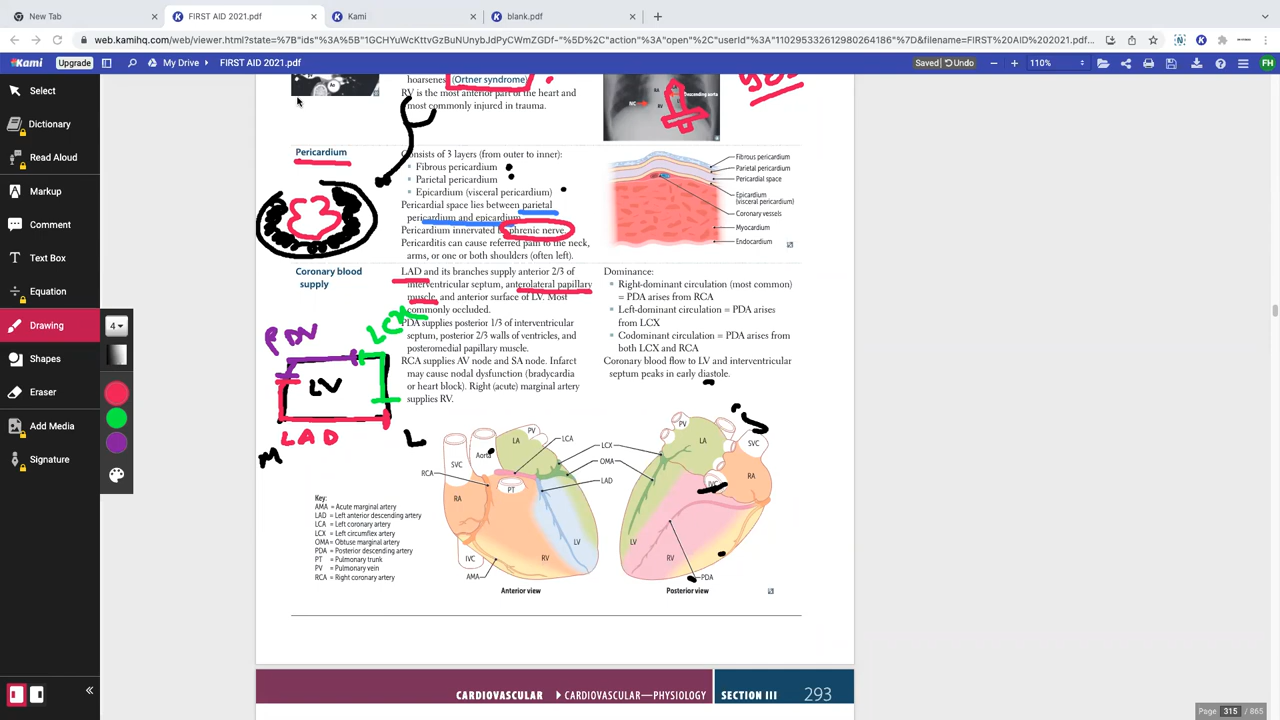 New Tab
FIRST AID 2021.pdf
Kami
blank.pdf
web.kamihq.com/web/viewer.html?state=%7B"ids"%3A%5B"1GCHYuWcKttvGzBuNUnybJdPyCWmZGDf-"%5D%2C"action"%3A"open"%2C"userId"%3A"110295332612980264186"%7D&filename=FIRST%20AID%202021.pdf...
Kami
Upgrade
My Drive
FIRST AID 2021.pdf
Saved
Undo
110%
FH
Select
Dictionary
Read Aloud
Markup
Comment
Text Box
Equation
Drawing
Shapes
Eraser
Add Media
Signature
4
hoarseness (Ortner syndrome)
RV is the most anterior part of the heart and
most commonly injured in trauma.
Descending aorta
Pericardium
Consists of 3 layers (from outer to inner):
Fibrous pericardium
Parietal pericardium
Epicardium (visceral pericardium)
Pericardial space lies between parietal
pericardium and epicardium
Pericardium innervated by phrenic nerve.
Pericarditis can cause referred pain to the neck,
arms, or one or both shoulders (often left).
Fibrous pericardium
Parietal pericardium
Pericardial space
Epicardium
(visceral pericardium)
Coronary vessels
Myocardium
Endocardium
Coronary blood
supply
LAD and its branches supply anterior 2/3 of
interventricular septum, anterolateral papillary
muscle, and anterior surface of LV. Most
commonly occluded.
PDA supplies posterior 1/3 of interventricular
septum, posterior 2/3 walls of ventricles, and
posteromedial papillary muscle.
RCA supplies AV node and SA node. Infarct
may cause nodal dysfunction (bradycardia
or heart block). Right (acute) marginal artery
supplies RV.
Dominance:
Right-dominant circulation (most common)
= PDA arises from RCA
Left-dominant circulation = PDA arises
from LCX
Codominant circulation = PDA arises from
both LCX and RCA
Coronary blood flow to LV and interventricular
septum peaks in early diastole.
LCX
LV
LAD
L
M
SVC
Aorta
LA
PV
LCA
RCA
RA
PT
LCX
OMA
LAD
LV
RV
IVC
AMA
Anterior view
PV
LA
SVC
IVC
RA
LV
RV
PDA
Posterior view
Key:
AMA = Acute marginal artery
LAD = Left anterior descending artery
LCA = Left coronary artery
LCX = Left circumflex artery
OMA = Obtuse marginal artery
PDA = Posterior descending artery
PT = Pulmonary trunk
PV = Pulmonary vein
RCA = Right coronary artery
CARDIOVASCULAR
CARDIOVASCULAR—PHYSIOLOGY
SECTION III
293
Page 315 / 865